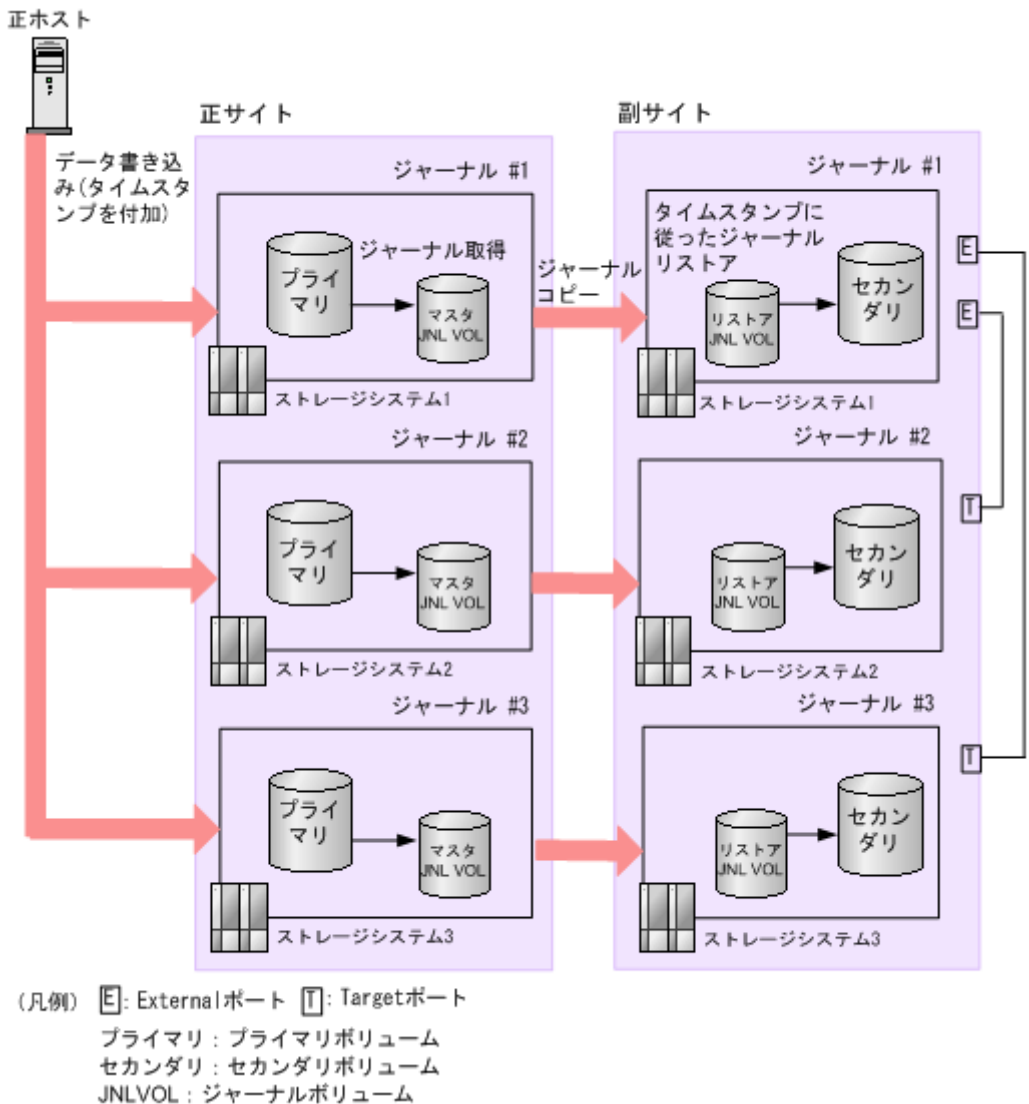 正ホスト
データ書き込
み(タイムスタ
ンプを付加)
正サイト
ジャーナル #1
プライ
マリ
ジャーナル取得
マスタ
JNL VOL
ストレージシステム1
ジャーナル
コピー
ジャーナル #2
プライ
マリ
マスタ
JNL VOL
ストレージシステム2
ジャーナル #3
プライ
マリ
マスタ
JNL VOL
ストレージシステム3
副サイト
ジャーナル #1
タイムスタンプに
従ったジャーナル
リストア
リストア
JNL VOL
セカン
ダリ
ストレージシステム1
E
E
ジャーナル #2
リストア
JNL VOL
セカン
ダリ
ストレージシステム2
T
ジャーナル #3
リストア
JNL VOL
セカン
ダリ
ストレージシステム3
T
(凡例) E: Externalポート T: Targetポート
プライマリ：プライマリボリューム
セカンダリ：セカンダリボリューム
JNLVOL：ジャーナルボリューム